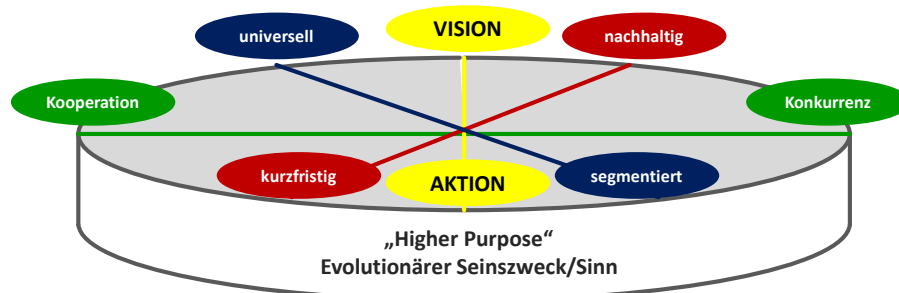 universell
VISION
nachhaltig
Kooperation
Konkurrenz
kurzfristig
AKTION
segmentiert
„Higher Purpose“
Evolutionärer Seinszweck/Sinn